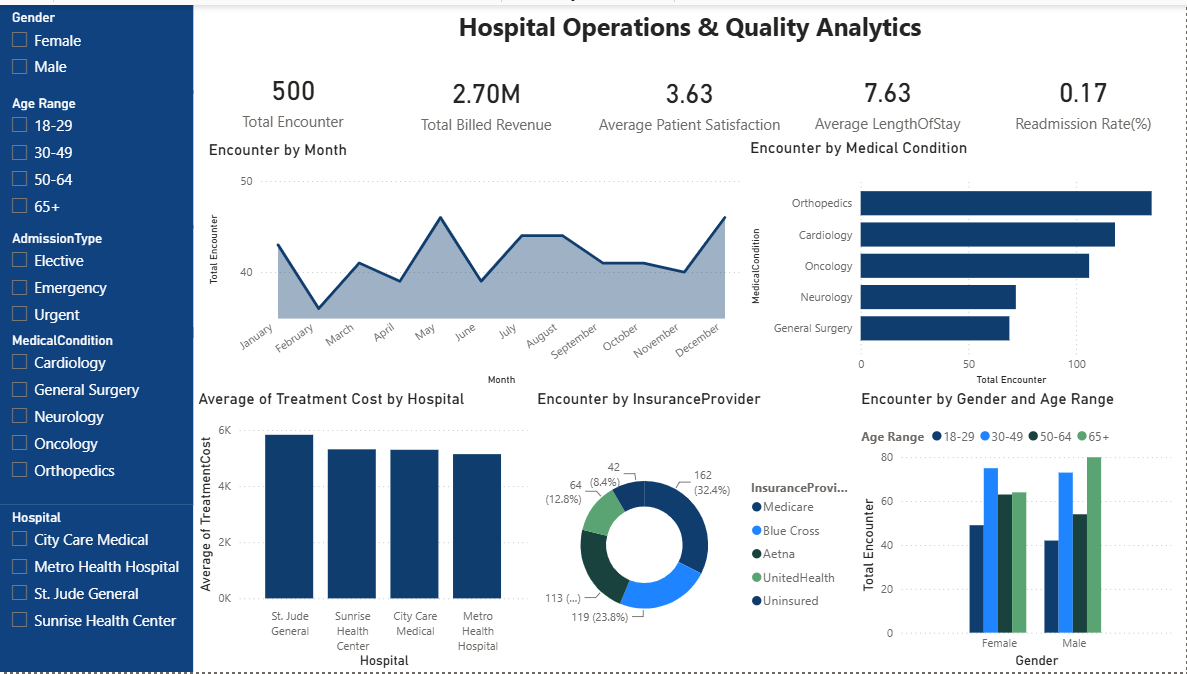 Gender
Female
Male
Age Range
18-29
30-49
50-64
65+
AdmissionType
Elective
Emergency
Urgent
MedicalCondition
Cardiology
General Surgery
Neurology
Oncology
Orthopedics
Hospital
City Care Medical
Metro Health Hospital
St. Jude General
Sunrise Health Center
Hospital Operations & Quality Analytics
500
Total Encounter
2.70M
Total Billed Revenue
3.63
Average Patient Satisfaction
7.63
Average LengthOfStay
0.17
Readmission Rate(%)
Encounter by Month
Total Encounter
50
40
January
February
March
April
May
June
July
August
September
October
November
December
Month
Encounter by Medical Condition
MedicalCondition
Orthopedics
Cardiology
Oncology
Neurology
General Surgery
0
50
100
Total Encounter
Average of Treatment Cost by Hospital
Average of TreatmentCost
6K
4K
2K
0K
St. Jude
General
Sunrise
Health
Center
City Care
Medical
Metro
Health
Hospital
Hospital
Encounter by InsuranceProvider
42
(8.4%)
162
(32.4%)
64
(12.8%)
113 (...)
119 (23.8%)
InsuranceProvi...
Medicare
Blue Cross
Aetna
UnitedHealth
Uninsured
Encounter by Gender and Age Range
Age Range
18-29
30-49
50-64
65+
Total Encounter
80
60
40
20
0
Female
Male
Gender